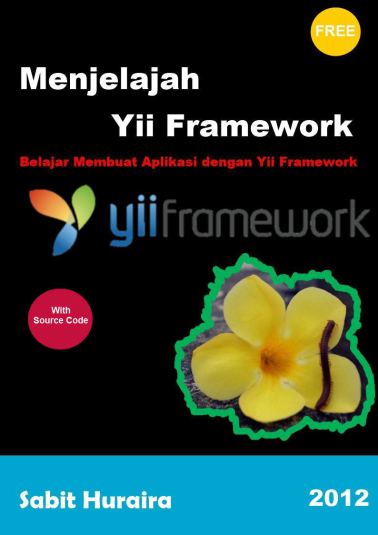 FREE
Menjelajah
Yii Framework
Belajar Membuat Aplikasi dengan Yii Framework
yiiframework
With
Source Code
Sabit Huraira
2012